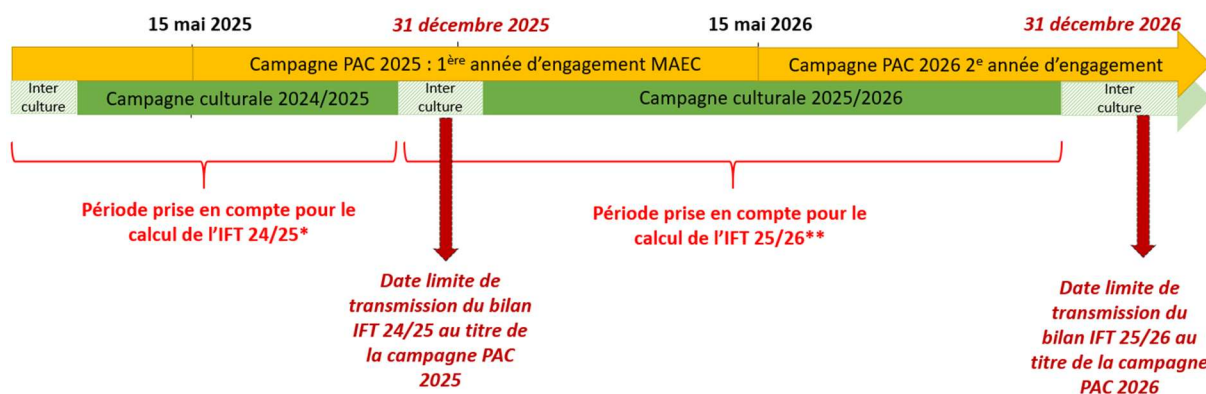 15 mai 2025
31 décembre 2025
15 mai 2026
31 décembre 2026
Campagne PAC 2025 : 1ère année d'engagement MAEC
Campagne PAC 2026 2e année d'engagement
Inter
culture
Campagne culturale 2024/2025
Inter
culture
Campagne culturale 2025/2026
Inter
culture
Période prise en compte pour le
calcul de l'IFT 24/25*
Période prise en compte pour le
calcul de l'IFT 25/26**
Date limite de
transmission du bilan
IFT 24/25 au titre de
la campagne PAC
2025
Date limite de
transmission du
bilan IFT 25/26 au
titre de la campagne
PAC 2026